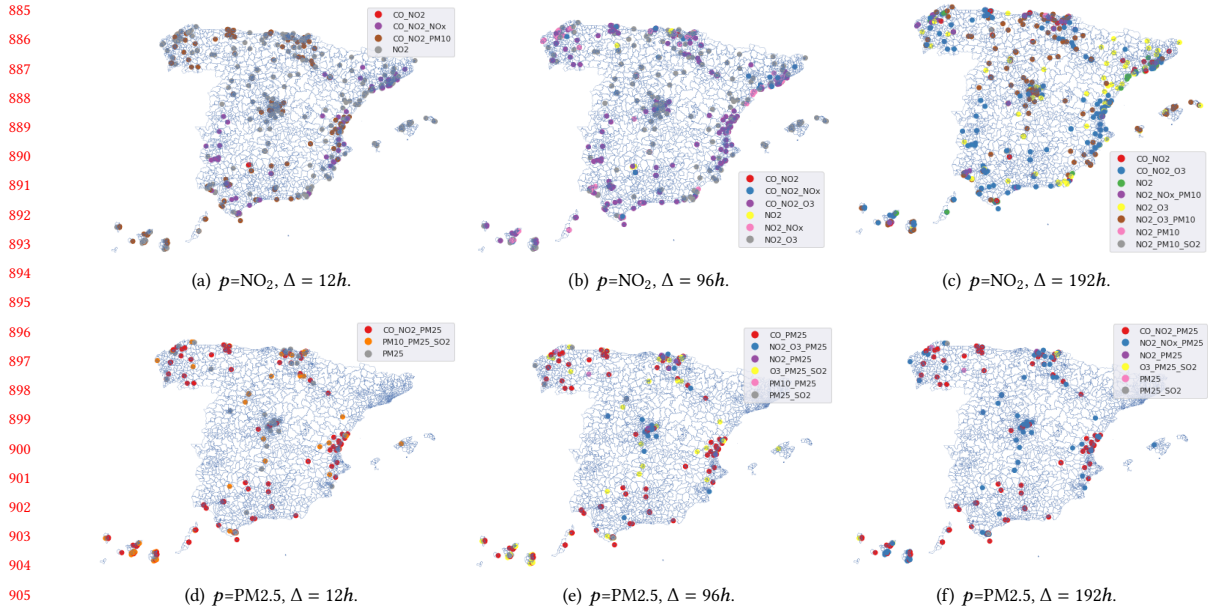 885
886
887
888
889
890
891
892
893
894
895
896
897
898
899
900
901
902
903
904
905
CO_NO2
CO_NO2_NOx
CO_NO2_PM10
NO2
(a) p=NO₂, Δ = 12h.
CO_NO2
CO_NO2_NOx
CO_NO2_O3
NO2
NO2_NOx
NO2_O3
(b) p=NO₂, Δ = 96h.
CO_NO2
CO_NO2_O3
NO2
NO2_NOx_PM10
NO2_O3
NO2_O3_PM10
NO2_PM10
NO2_PM10_SO2
(c) p=NO₂, Δ = 192h.
CO_NO2_PM25
PM10_PM25_SO2
PM25
(d) p=PM2.5, Δ = 12h.
CO_PM25
NO2_O3_PM25
NO2_PM25
O3_PM25_SO2
PM10_PM25
PM25_SO2
(e) p=PM2.5, Δ = 96h.
CO_NO2_PM25
NO2_NOx_PM25
NO2_PM25
O3_PM25_SO2
PM25
PM25_SO2
(f) p=PM2.5, Δ = 192h.